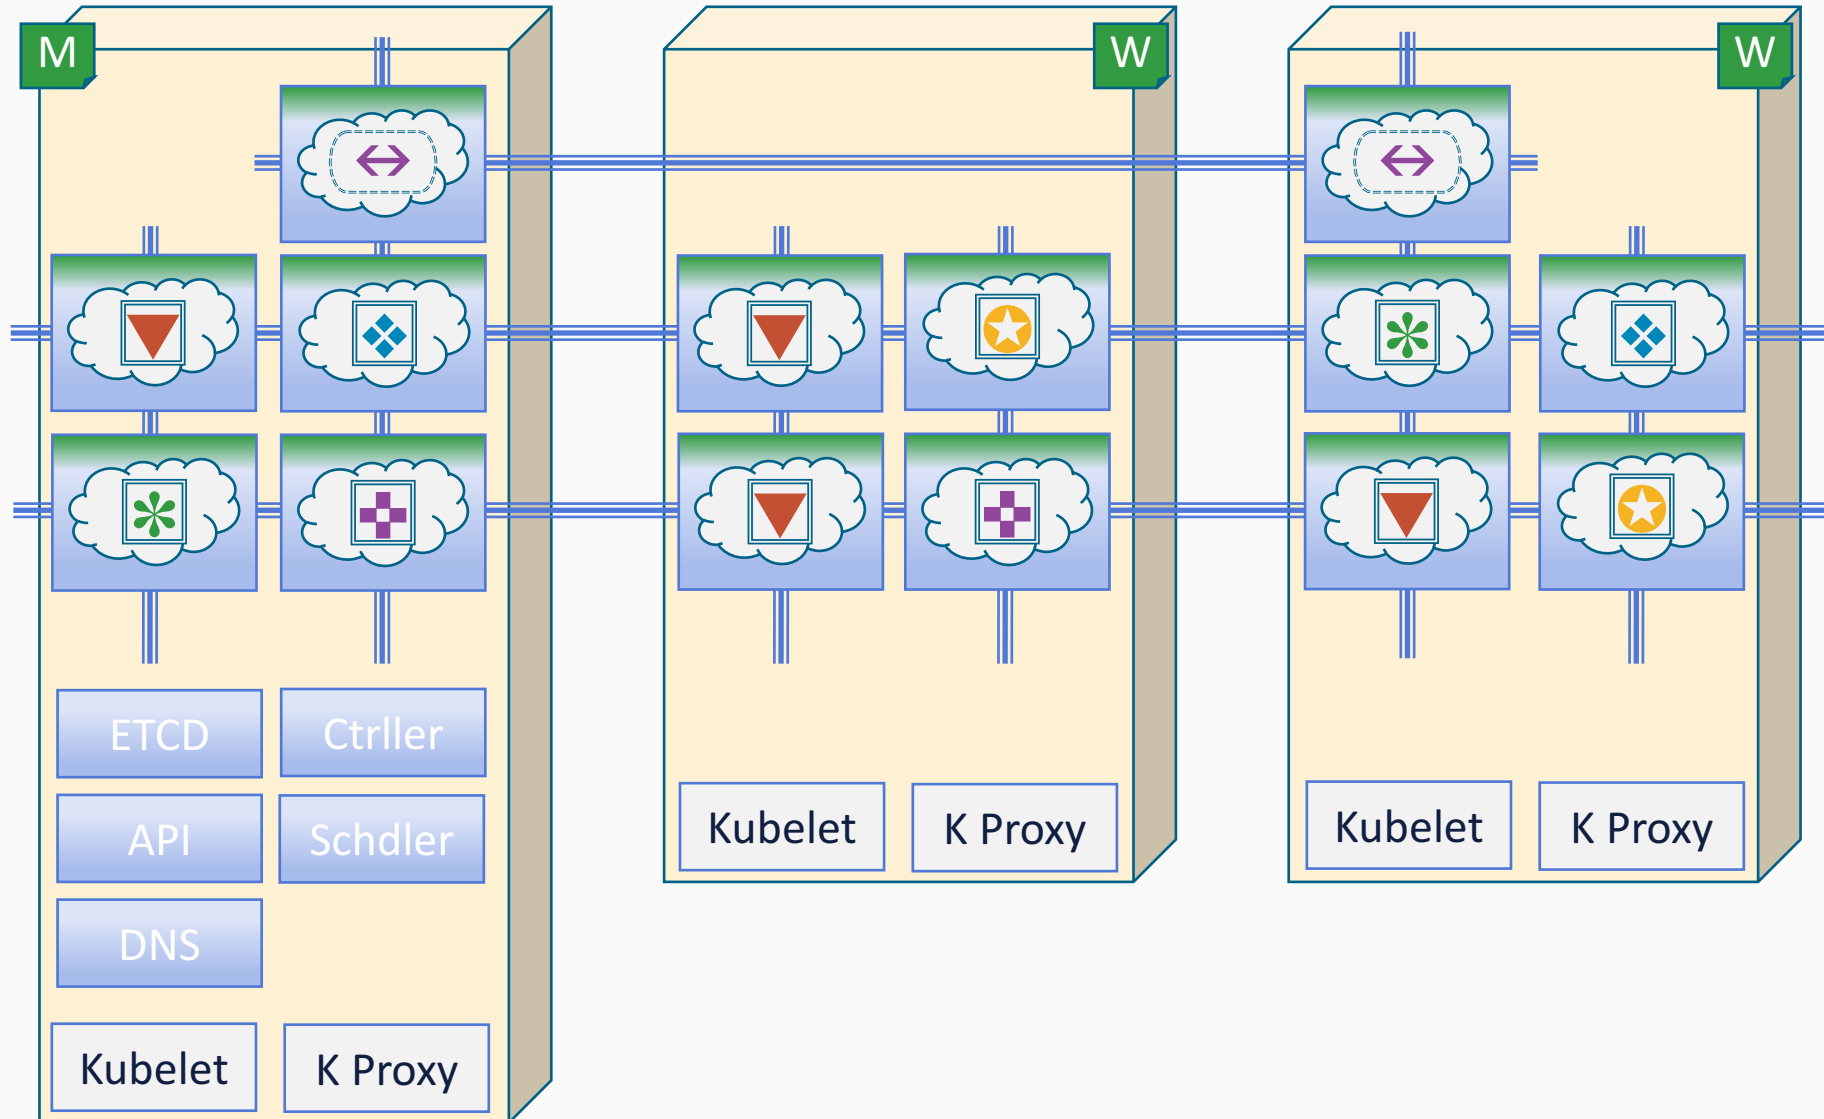 M
W
W
ETCD
Ctrller
API
Schdler
DNS
Kubelet
K Proxy
Kubelet
K Proxy
Kubelet
K Proxy